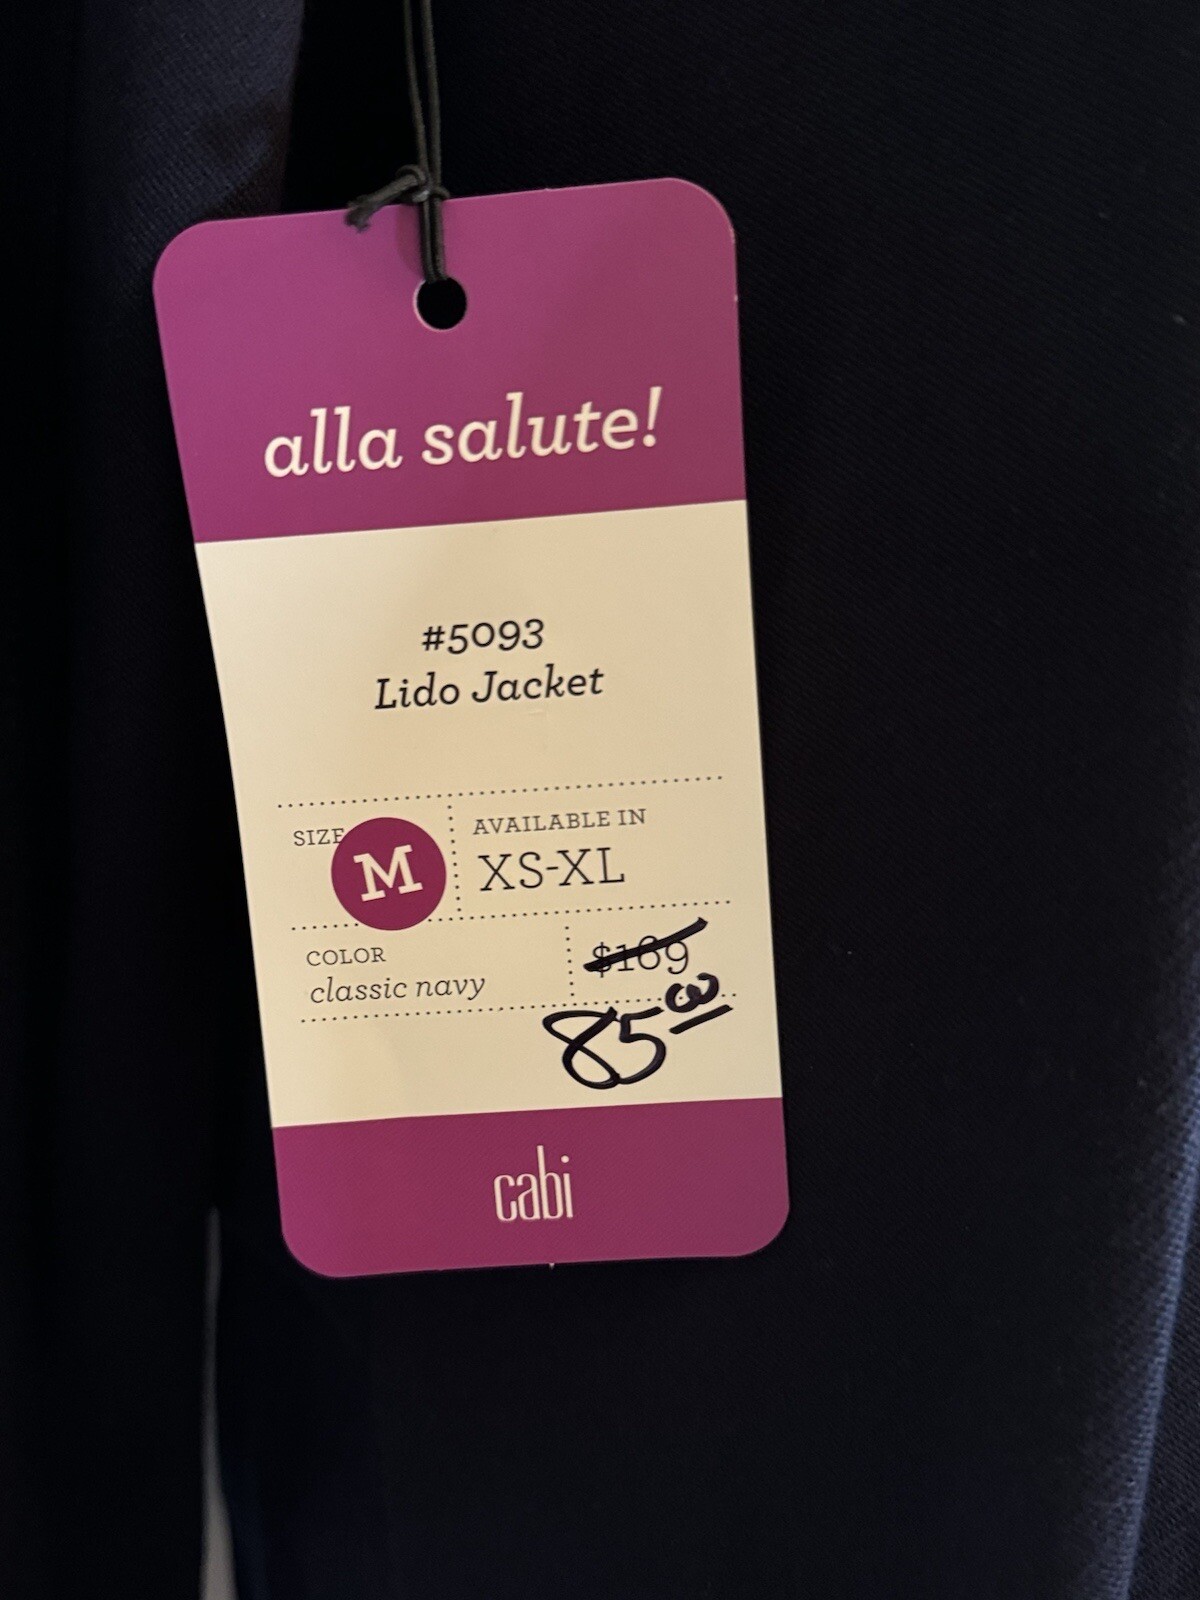 alla salute!
#5093
Lido Jacket
SIZE
M
AVAILABLE IN
XS-XL
COLOR
classic navy
$169
85.00
cabi